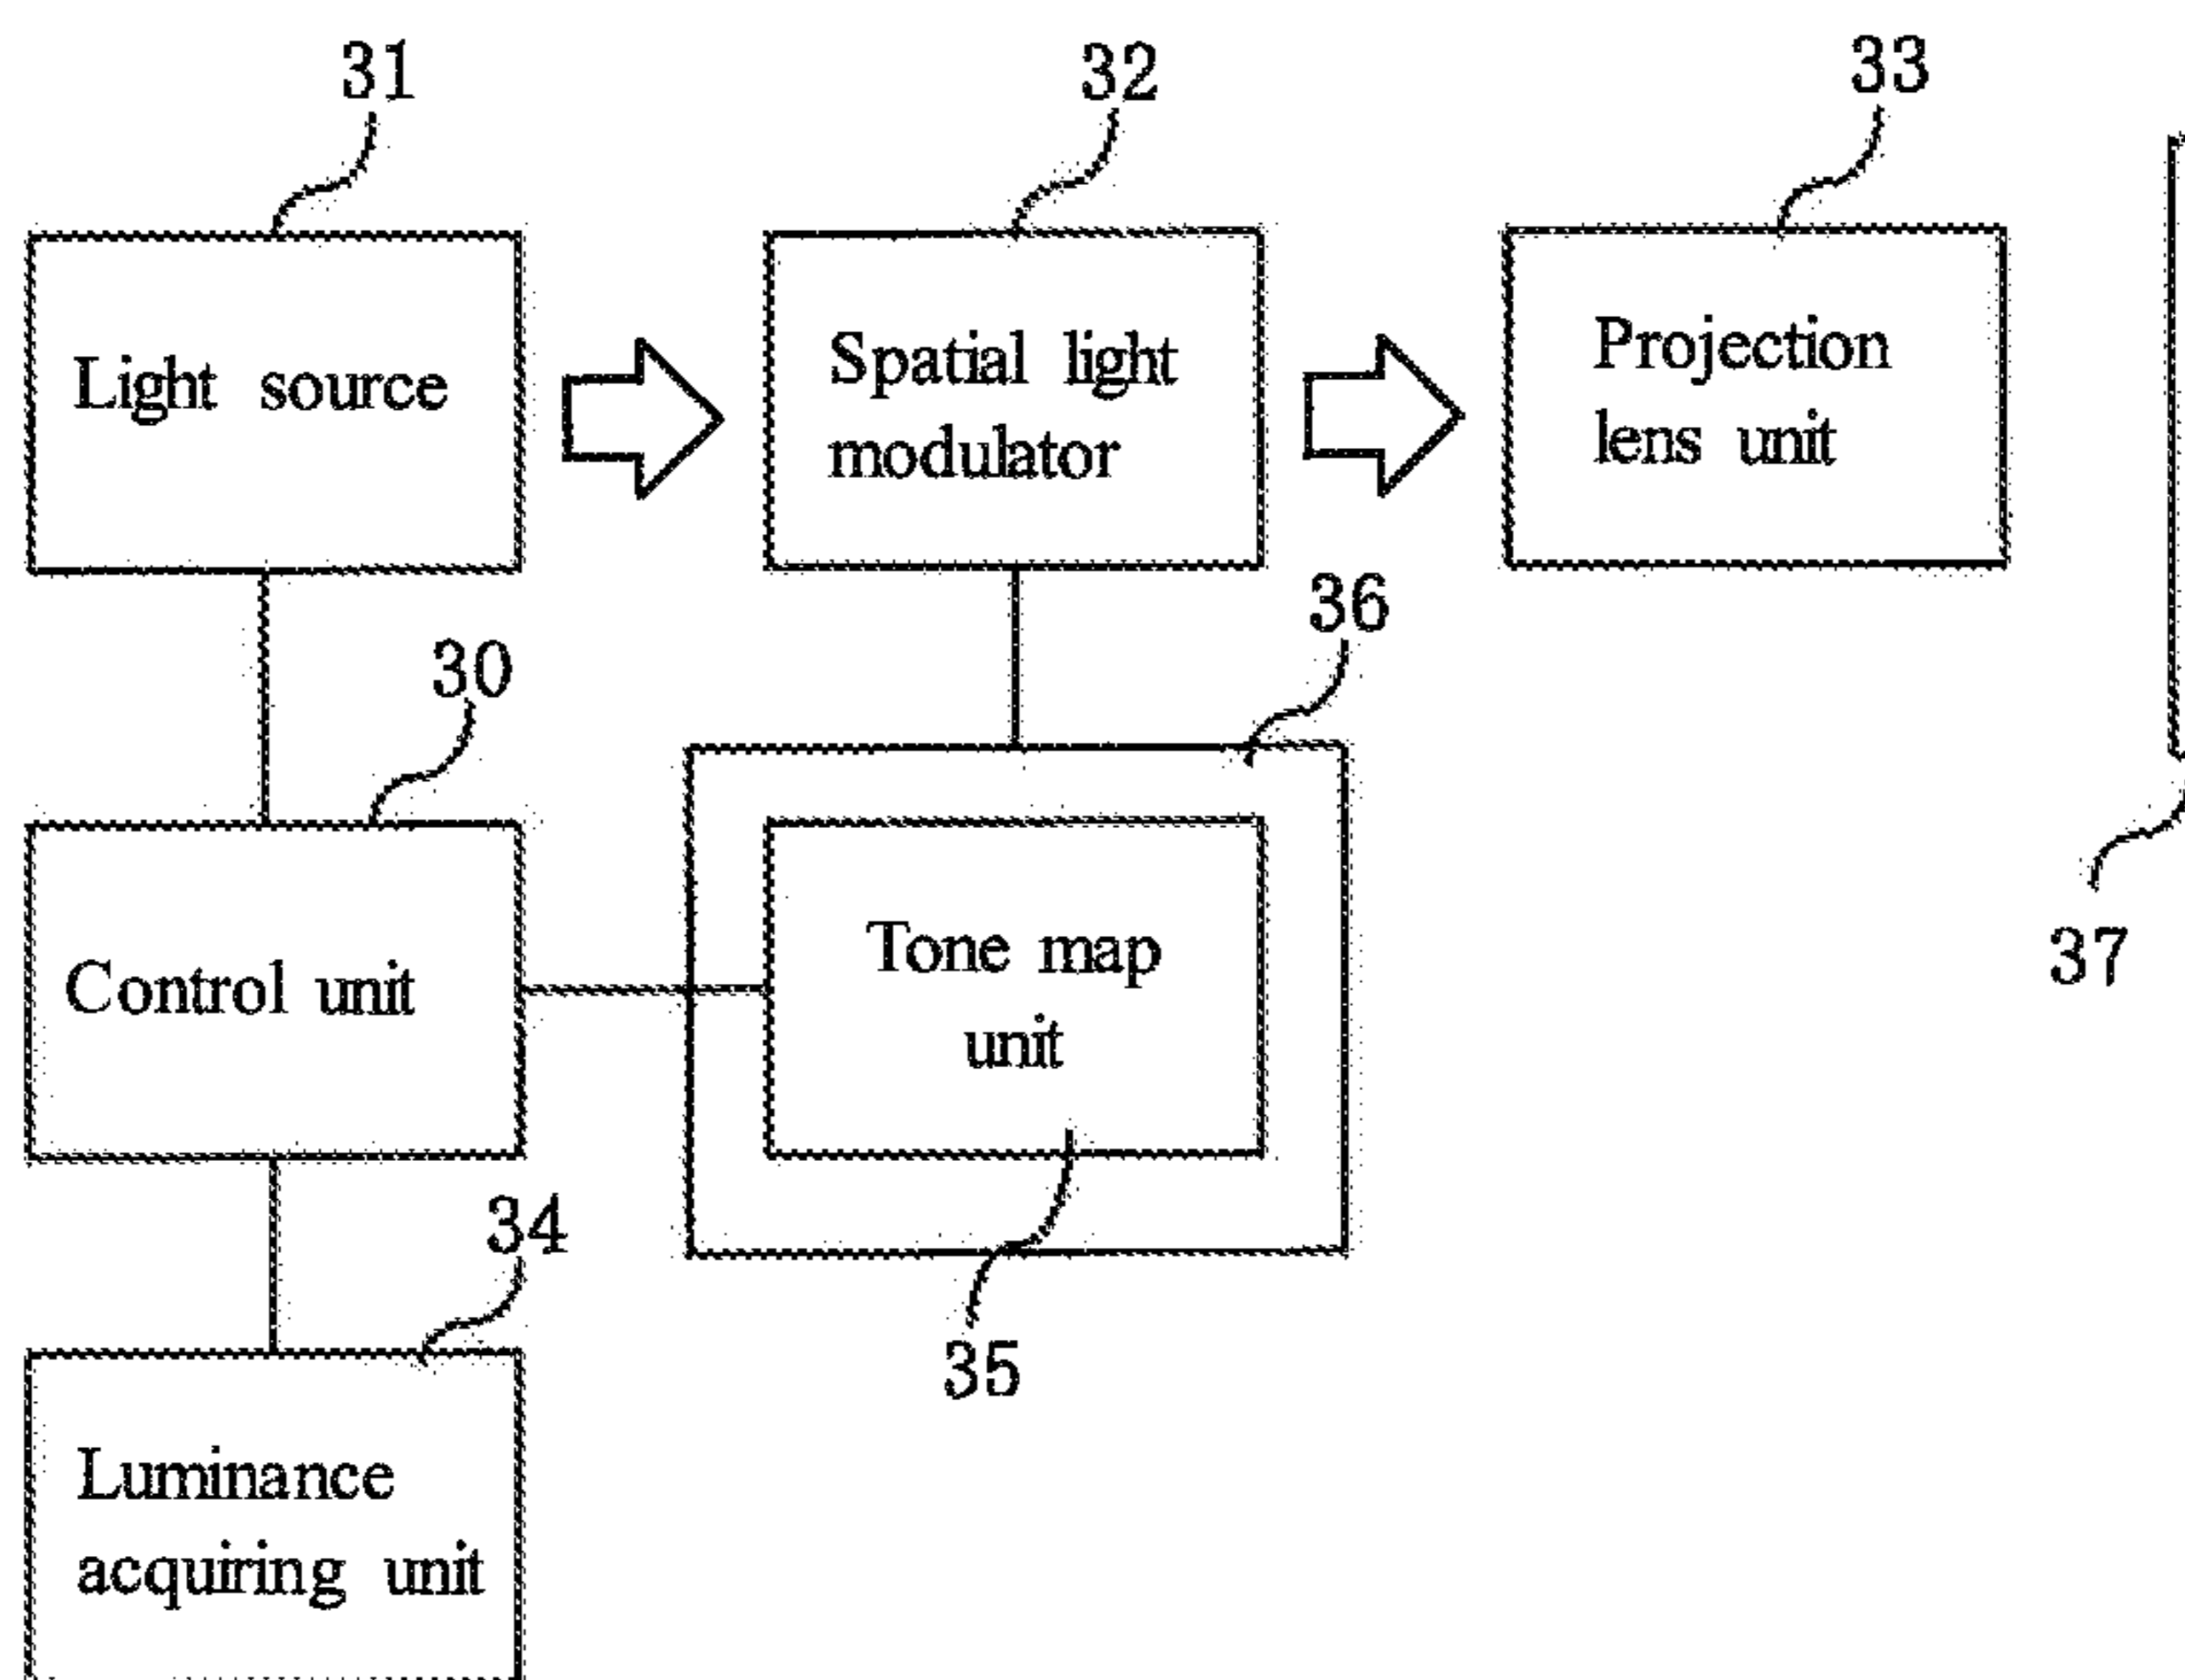 31
32
33
Light source
Spatial light
modulator
Projection
lens unit
36
30
Control unit
Tone map
unit
37
34
35
Luminance
acquiring unit